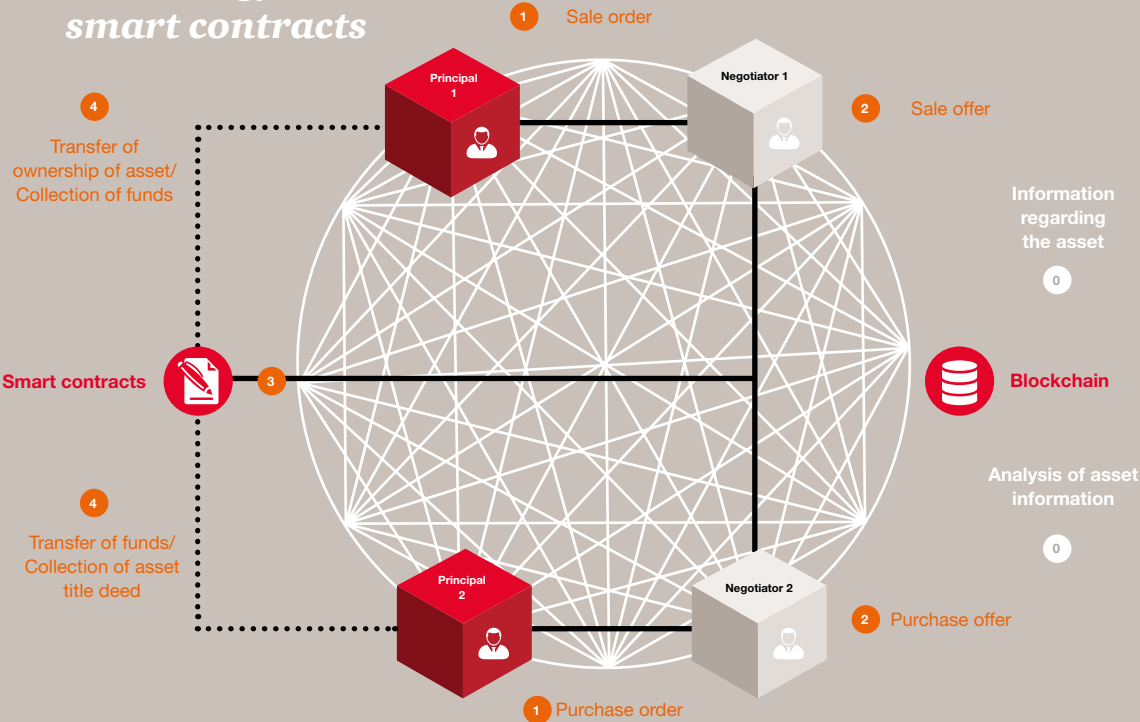 smart contracts
1 Sale order
Principal
1
Negotiator 1
4
Transfer of
ownership of asset/
Collection of funds
2 Sale offer
Information
regarding
the asset
0
Smart contracts
3
Blockchain
Analysis of asset
information
0
4
Transfer of funds/
Collection of asset
title deed
Principal
2
Negotiator 2
2 Purchase offer
1 Purchase order